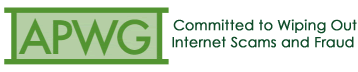 APWG
Committed to Wiping Out
Internet Scams and Fraud